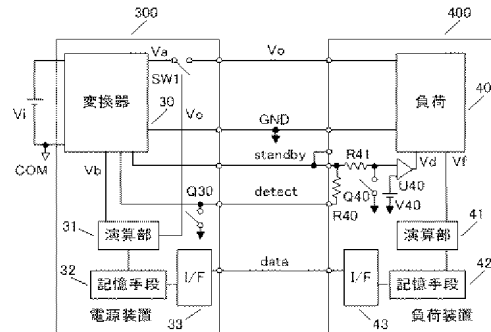 300
400
Va
Vo
SW1
Vi
変換器
30
Vo
負荷
40
GND
COM
Vb
standby
R41
Vd
Vf
U40
Q30
detect
Q40
V40
R40
31
演算部
41
演算部
32
記憶手段
I/F
data
I/F
記憶手段
42
電源装置
33
43
負荷装置